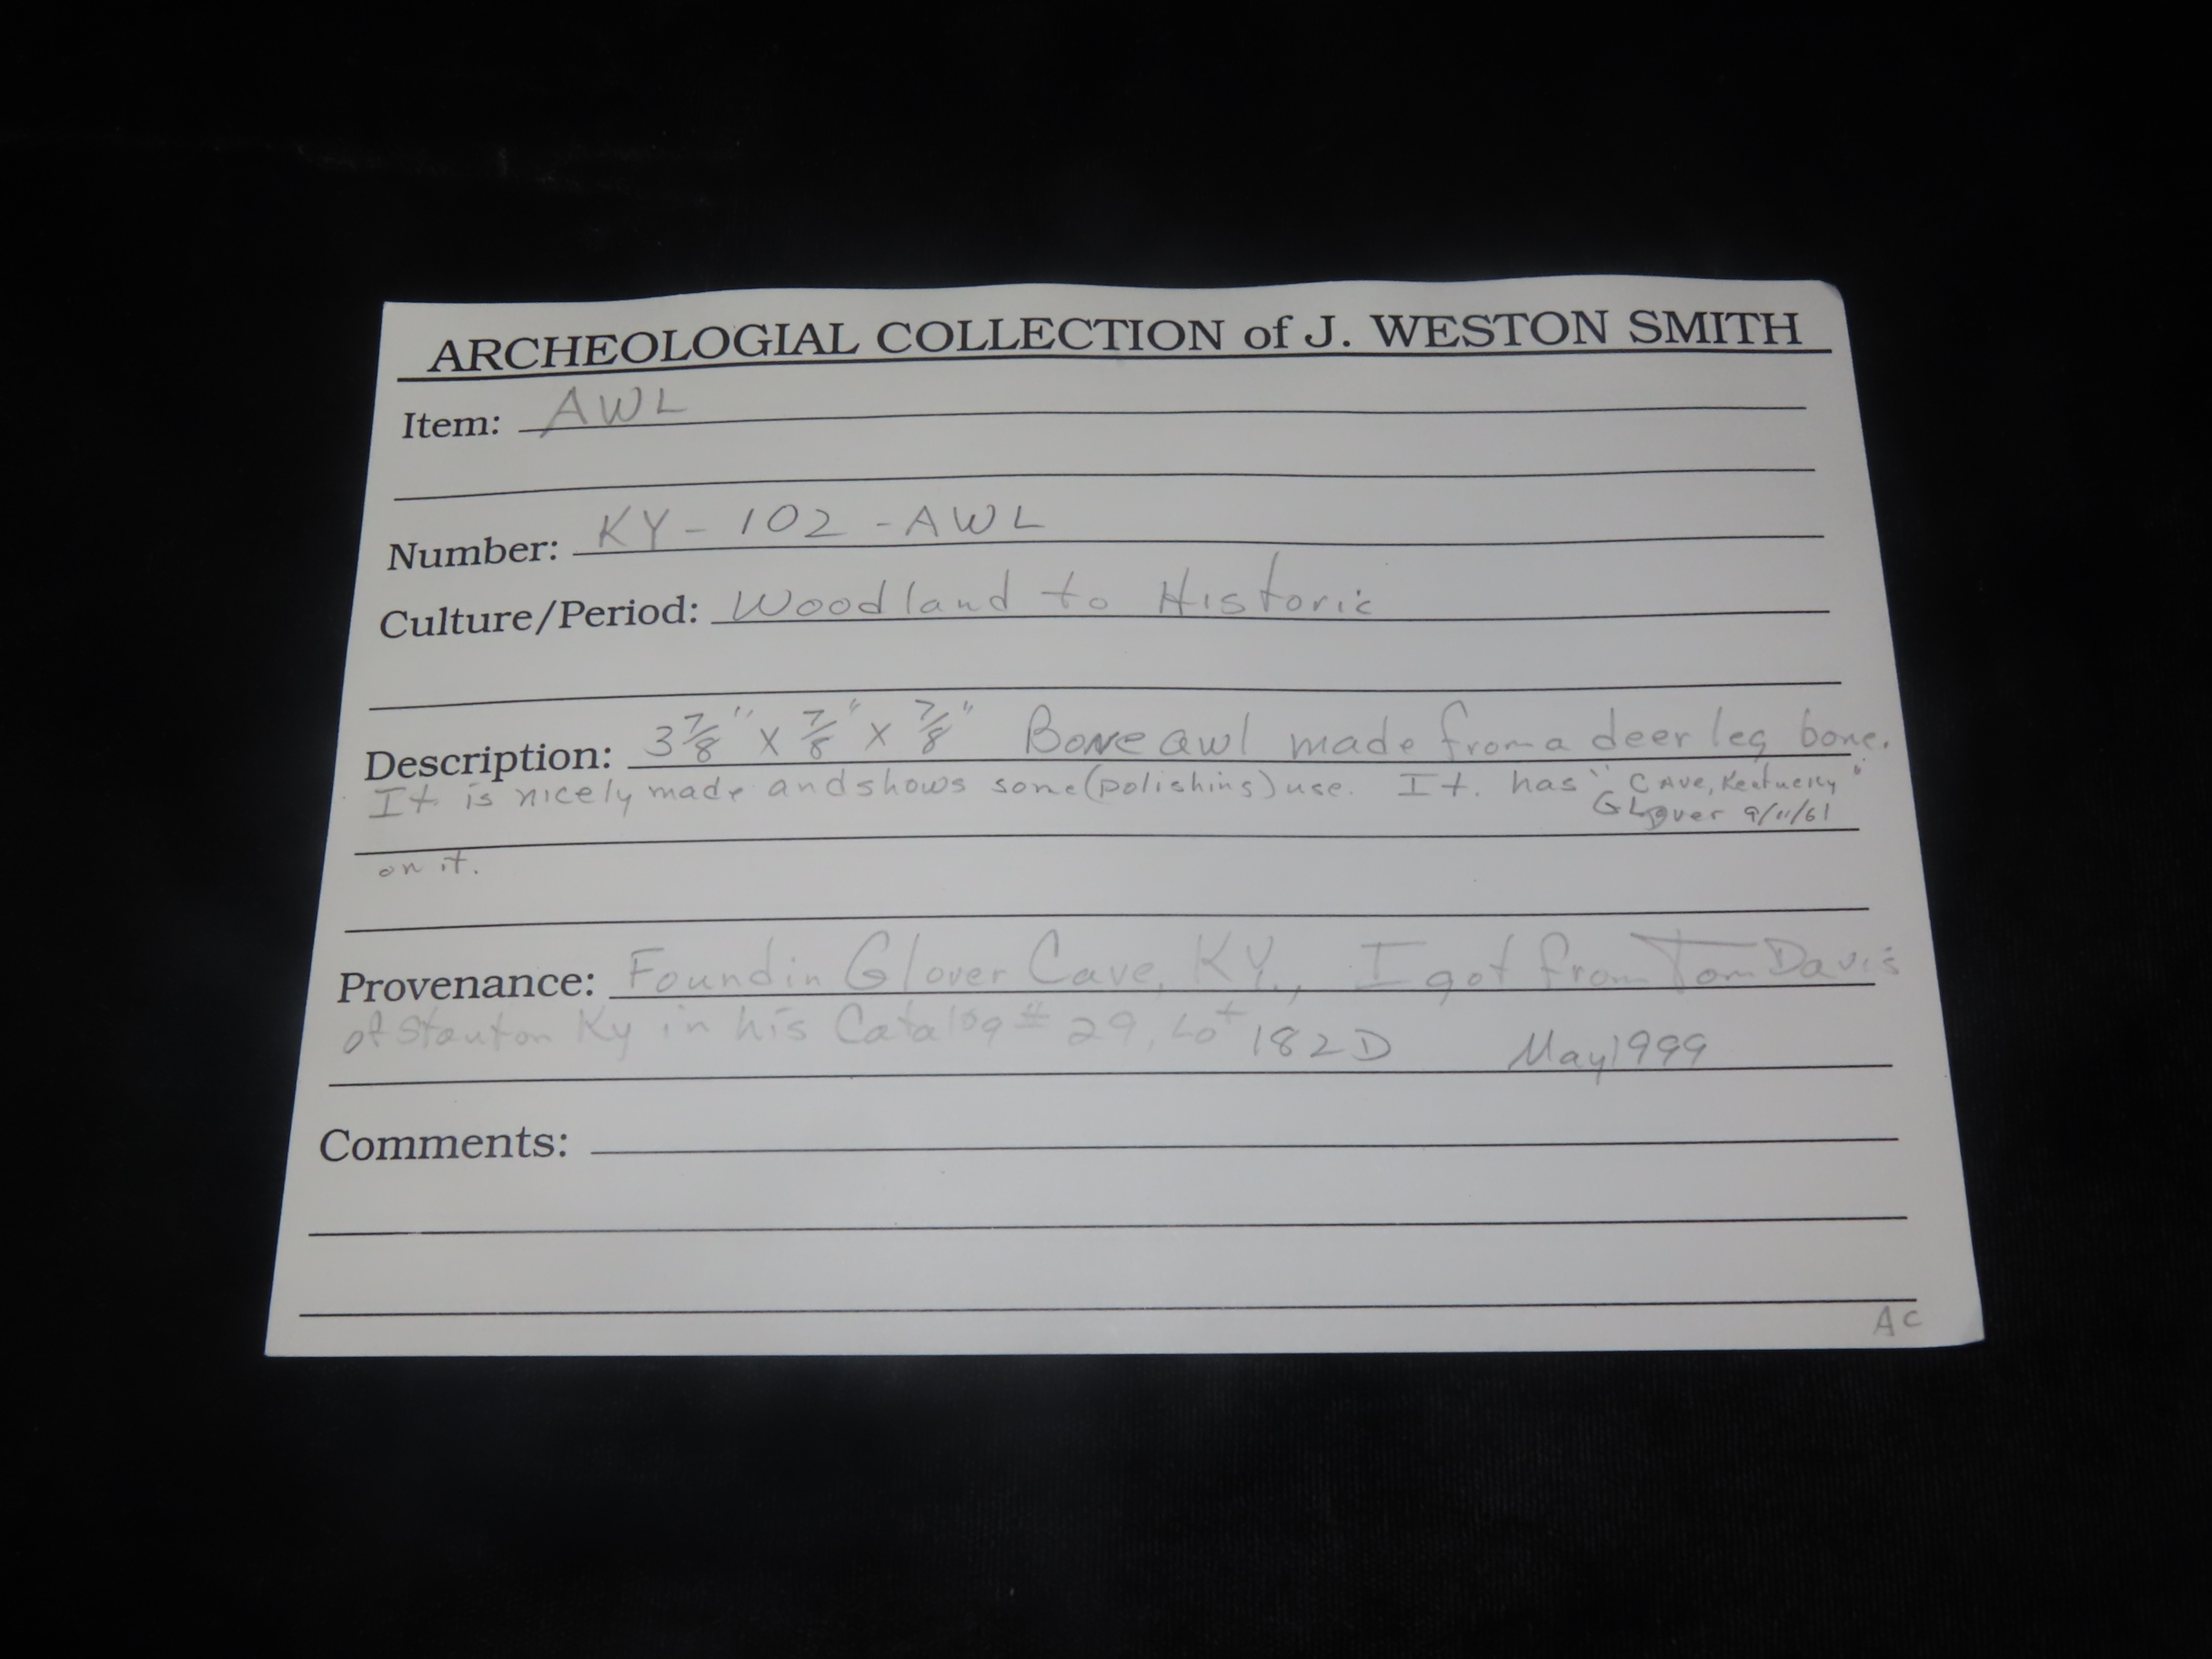 ARCHEOLOGIAL COLLECTION of J. WESTON SMITH
Item: AWL
Number: KY - 102 - AWL
Culture/Period: Woodland to Historic
Description: 3 7/8" x 7/8" x 7/8" Bone awl made from a deer leg bone.
It is nicely made and shows some (polishing) use. It. has "CAve, Kentucky"
Glover 9/11/61
on it.
Provenance: Found in Glover Cave, KY., I got from Tom Davis
of Stanton Ky in his Catalog # 29, Lot 182D May 1999
Comments:
AC